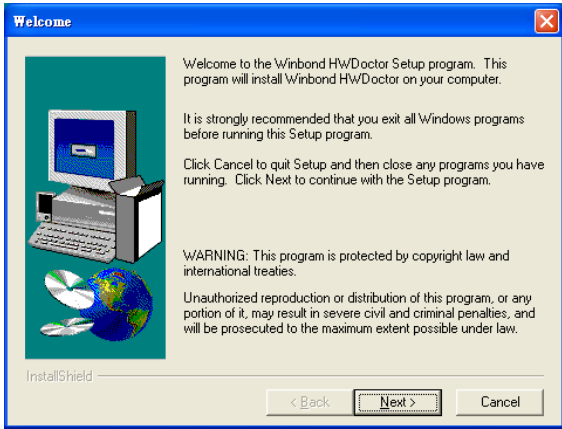 Welcome
Welcome to the Winbond HWDoctor Setup program.  This
program will install Winbond HWDoctor on your computer.
It is strongly recommended that you exit all Windows programs
before running this Setup program.
Click Cancel to quit Setup and then close any programs you have
running.  Click Next to continue with the Setup program.
WARNING: This program is protected by copyright law and
international treaties.
Unauthorized reproduction or distribution of this program, or any
portion of it, may result in severe civil and criminal penalties, and
will be prosecuted to the maximum extent possible under law.
InstallShield
< Back
Next >
Cancel